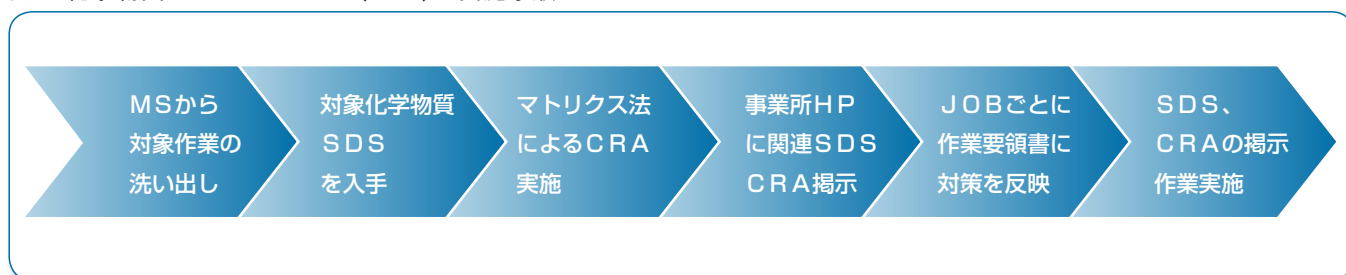 MSから
対象作業の
洗い出し
対象化学物質
SDS
を入手
マトリクス法
によるCRA
実施
事業所HP
に関連SDS
CRA掲示
JOBごとに
作業要領書に
対策を反映
SDS、
CRAの掲示
作業実施